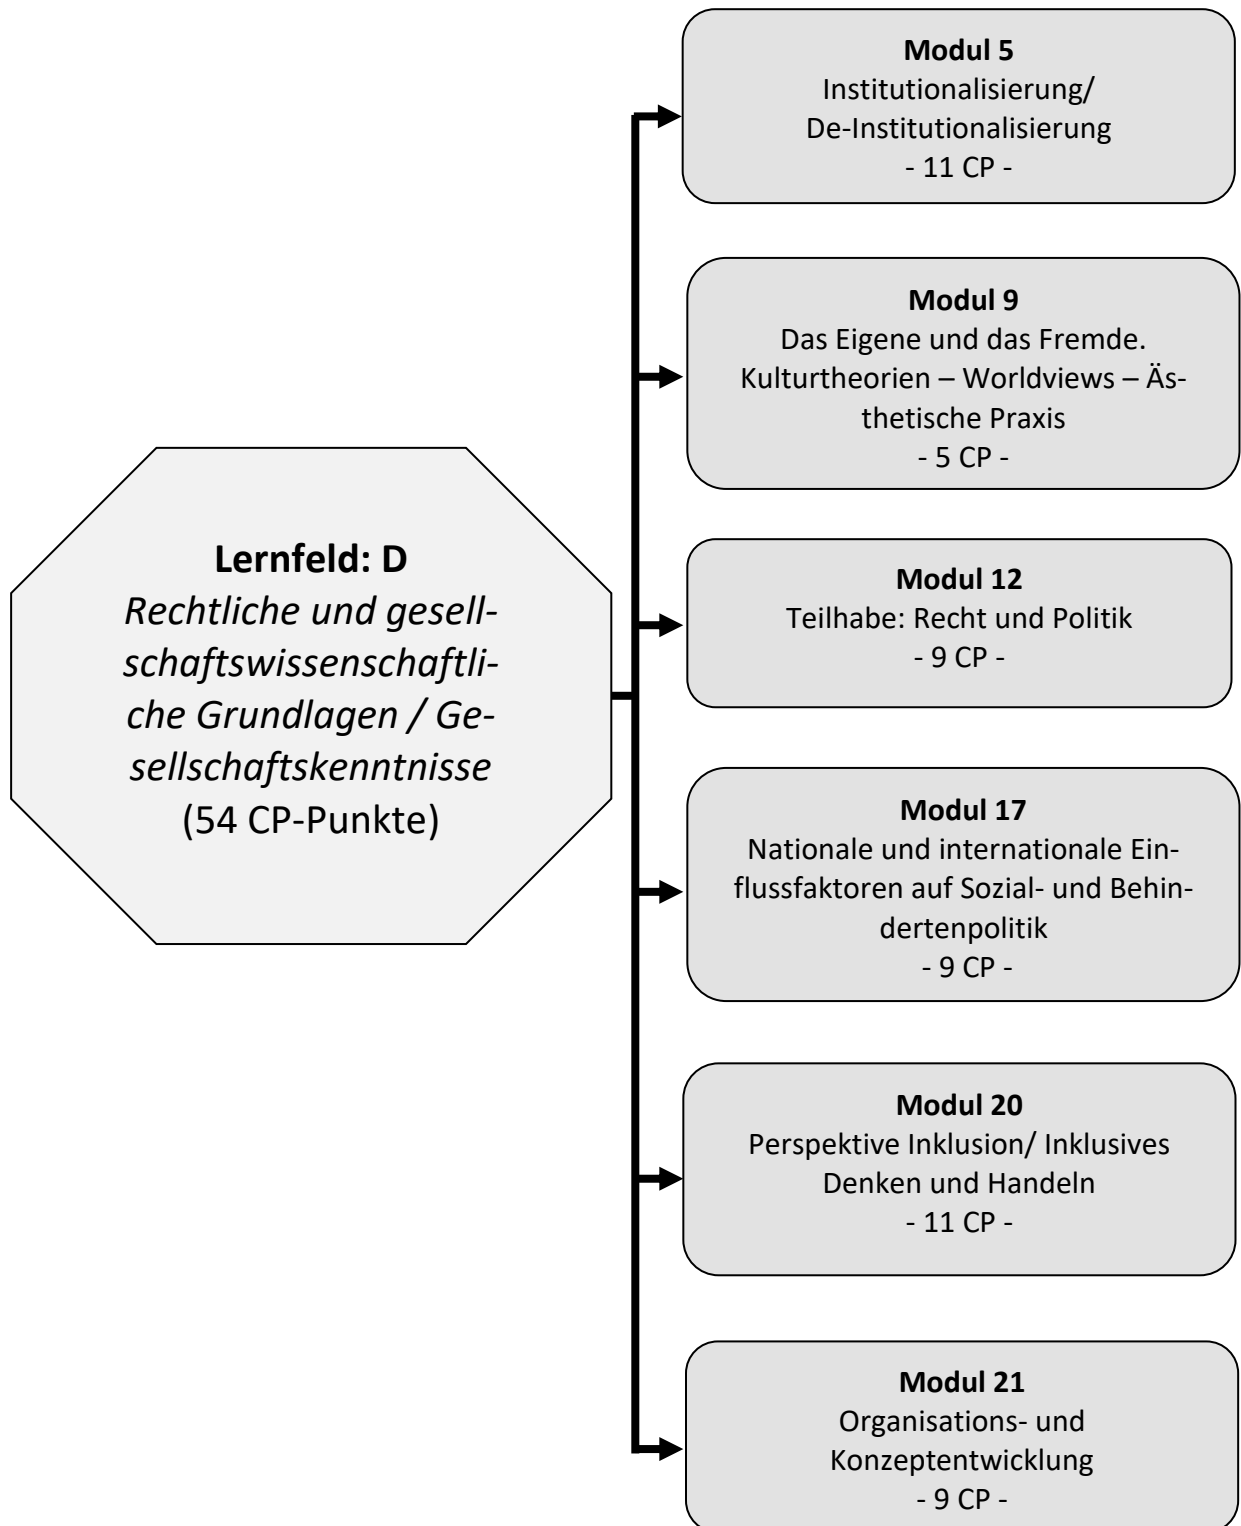 Lernfeld: D
Rechtliche und gesell-
schaftswissenschaftli-
che Grundlagen / Ge-
sellschaftskenntnisse
(54 CP-Punkte)
Modul 5
Institutionalisierung/
De-Institutionalisierung
- 11 CP -
Modul 9
Das Eigene und das Fremde.
Kulturtheorien – Worldviews – Äs-
thetische Praxis
- 5 CP -
Modul 12
Teilhabe: Recht und Politik
- 9 CP -
Modul 17
Nationale und internationale Ein-
flussfaktoren auf Sozial- und Behin-
dertenpolitik
- 9 CP -
Modul 20
Perspektive Inklusion/ Inklusives
Denken und Handeln
- 11 CP -
Modul 21
Organisations- und
Konzeptentwicklung
- 9 CP -